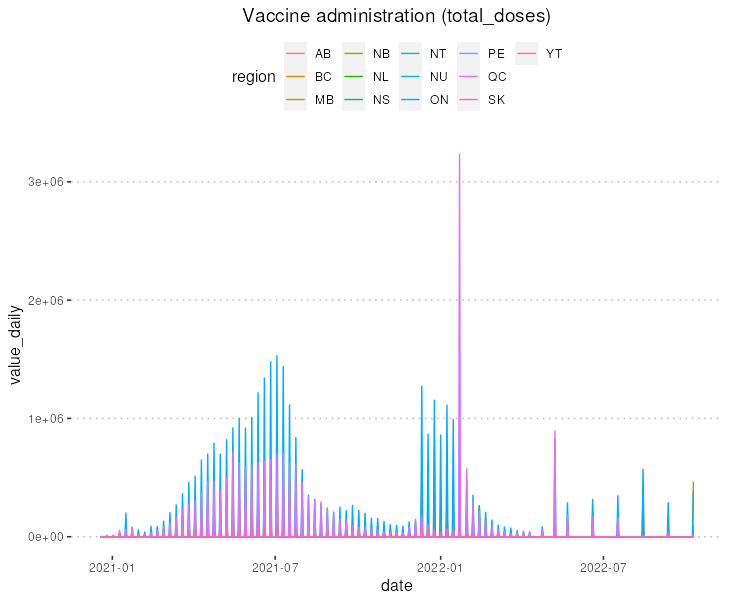 Vaccine administration (total_doses)
AB NB NT PE YT
region BC NL NU QC
MB NS ON SK
3e+06
2e+06
value_daily
1e+06
0e+00
2021-01 2021-07 2022-01 2022-07
date